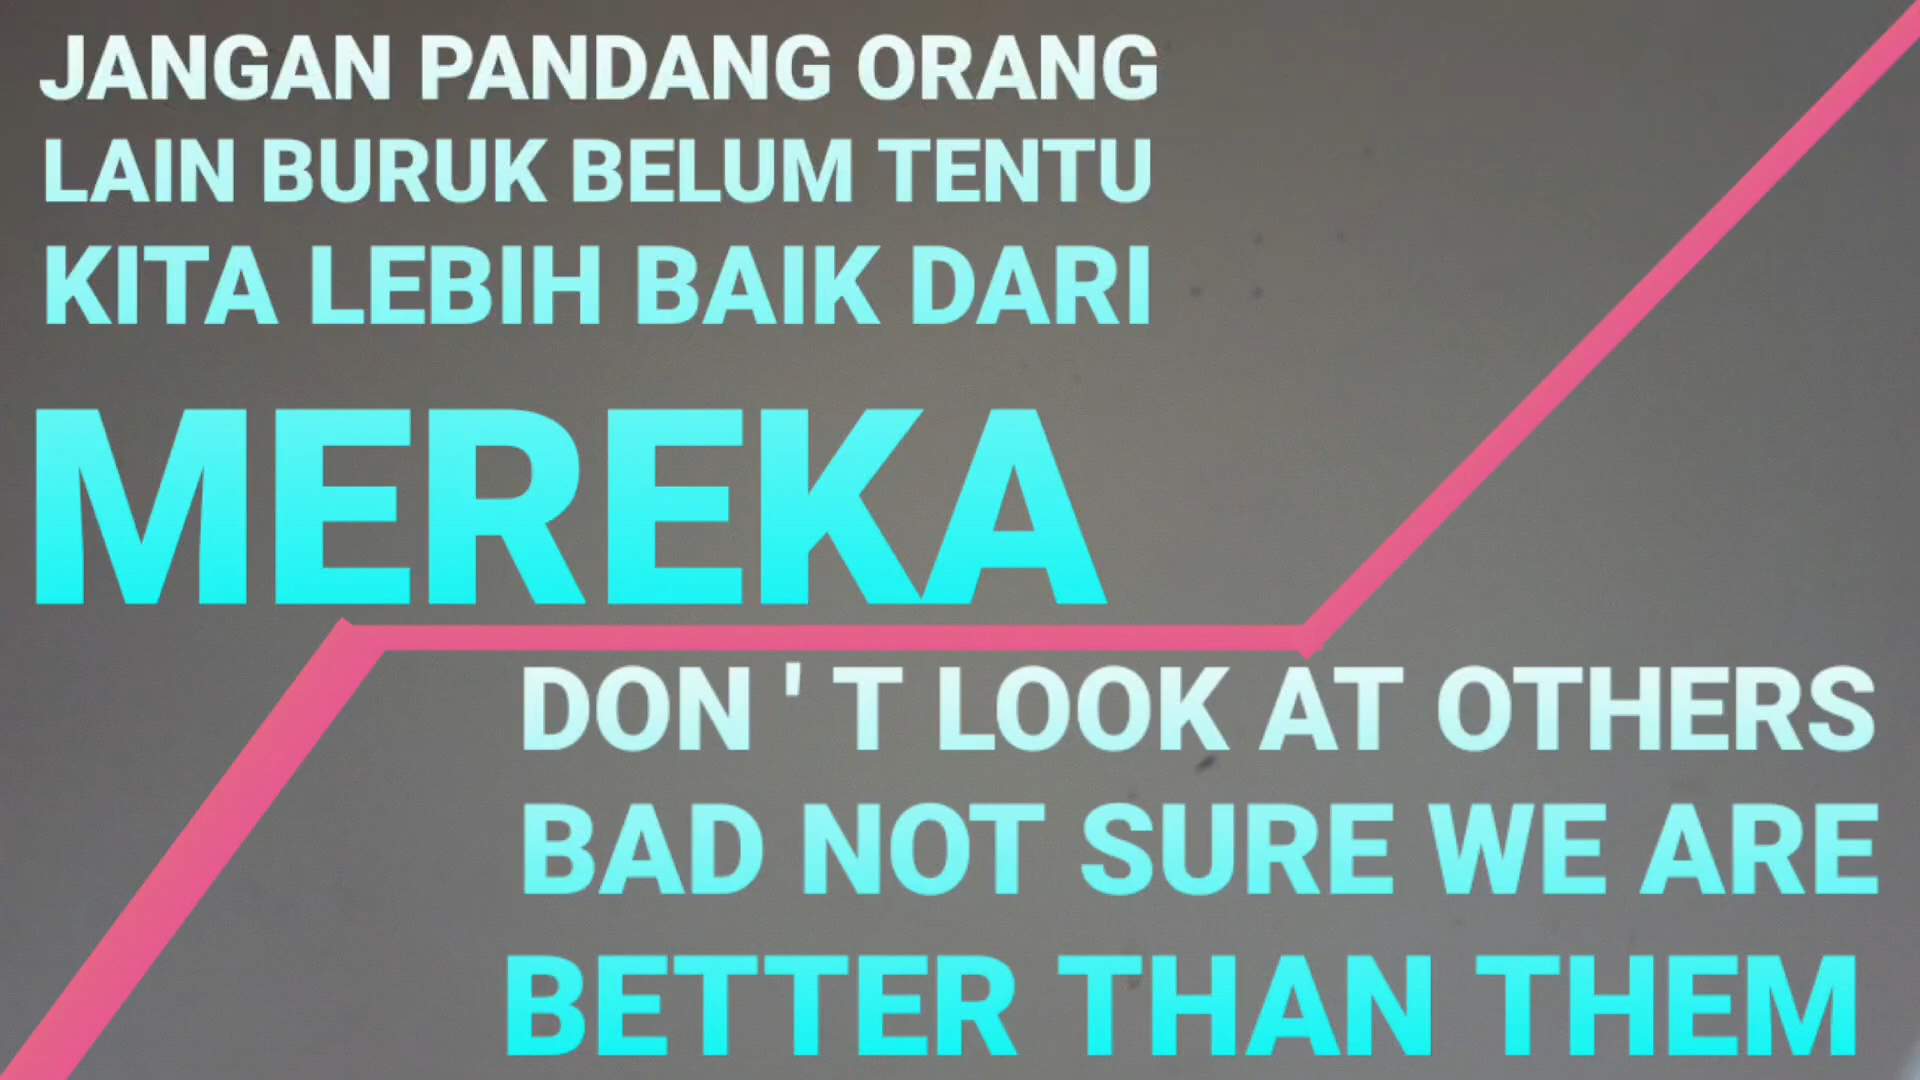 JANGAN PANDANG ORANG
LAIN BURUK BELUM TENTU
KITA LEBIH BAIK DARI
MEREKA
DON ' T LOOK AT OTHERS
BAD NOT SURE WE ARE
BETTER THAN THEM